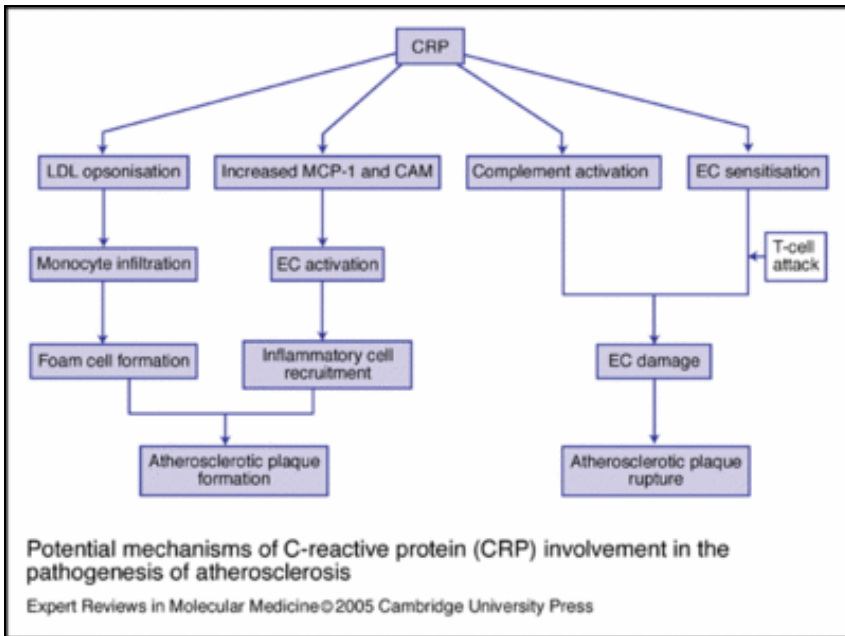 CRP
LDL opsonisation
Increased MCP-1 and CAM
Complement activation
EC sensitisation
Monocyte infiltration
EC activation
T-cell
attack
Foam cell formation
Inflammatory cell
recruitment
EC damage
Atherosclerotic plaque
formation
Atherosclerotic plaque
rupture
Potential mechanisms of C-reactive protein (CRP) involvement in the
pathogenesis of atherosclerosis
Expert Reviews in Molecular Medicine©2005 Cambridge University Press